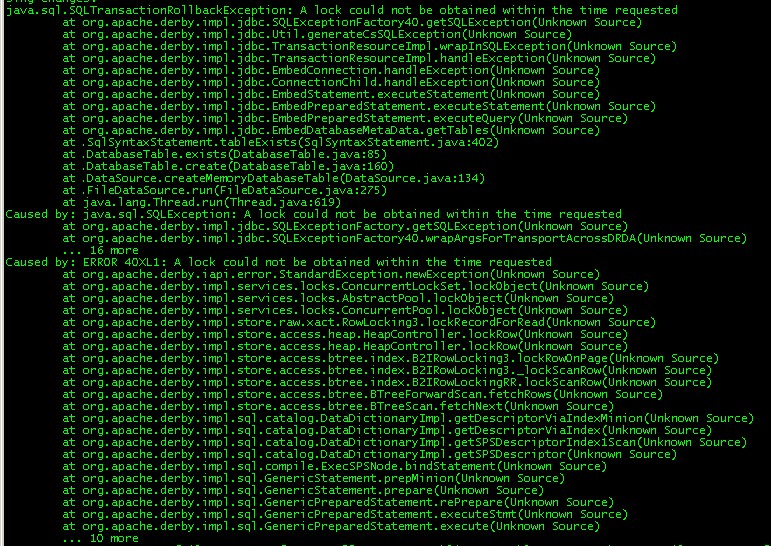 java.sql.SQLTransactionRollbackException: A lock could not be obtained within the time requested
at org.apache.derby.impl.jdbc.SQLExceptionFactory40.getSQLException(Unknown Source)
at org.apache.derby.impl.jdbc.Util.generateCsSQLException(Unknown Source)
at org.apache.derby.impl.jdbc.TransactionResourceImpl.wrapInSQLException(Unknown Source)
at org.apache.derby.impl.jdbc.TransactionResourceImpl.handleException(Unknown Source)
at org.apache.derby.impl.jdbc.EmbedConnection.handleException(Unknown Source)
at org.apache.derby.impl.jdbc.ConnectionChild.handleException(Unknown Source)
at org.apache.derby.impl.jdbc.EmbedStatement.executeStatement(Unknown Source)
at org.apache.derby.impl.jdbc.EmbedPreparedStatement.executeStatement(Unknown Source)
at org.apache.derby.impl.jdbc.EmbedPreparedStatement.executeQuery(Unknown Source)
at org.apache.derby.impl.jdbc.EmbedDatabaseMetaData.getTables(Unknown Source)
at .SqlSyntaxStatement.tableExists(SqlSyntaxStatement.java:402)
at .DatabaseTable.exists(DatabaseTable.java:85)
at .DatabaseTable.create(DatabaseTable.java:160)
at .DataSource.createMemoryDatabaseTable(DataSource.java:134)
at .FileDataSource.run(FileDataSource.java:275)
at java.lang.Thread.run(Thread.java:619)
Caused by: java.sql.SQLException: A lock could not be obtained within the time requested
at org.apache.derby.impl.jdbc.SQLExceptionFactory.getSQLException(Unknown Source)
at org.apache.derby.impl.jdbc.SQLExceptionFactory40.wrapArgsForTransportAcrossDRDA(Unknown Source)
... 16 more
Caused by: ERROR 40XL1: A lock could not be obtained within the time requested
at org.apache.derby.iapi.error.StandardException.newException(Unknown Source)
at org.apache.derby.impl.services.locks.ConcurrentLockSet.lockObject(Unknown Source)
at org.apache.derby.impl.services.locks.AbstractPool.lockObject(Unknown Source)
at org.apache.derby.impl.services.locks.ConcurrentPool.lockObject(Unknown Source)
at org.apache.derby.impl.store.raw.xact.RowLocking3.lockRecordForRead(Unknown Source)
at org.apache.derby.impl.store.access.heap.HeapController.lockRow(Unknown Source)
at org.apache.derby.impl.store.access.heap.HeapController.lockRow(Unknown Source)
at org.apache.derby.impl.store.access.btree.index.B2IRowLocking3.lockRowOnPage(Unknown Source)
at org.apache.derby.impl.store.access.btree.index.B2IRowLocking3._lockScanRow(Unknown Source)
at org.apache.derby.impl.store.access.btree.index.B2IRowLockingRR.lockScanRow(Unknown Source)
at org.apache.derby.impl.store.access.btree.BTreeForwardScan.fetchRows(Unknown Source)
at org.apache.derby.impl.store.access.btree.BTreeScan.fetchNext(Unknown Source)
at org.apache.derby.impl.sql.catalog.DataDictionaryImpl.getDescriptorViaIndexMinion(Unknown Source)
at org.apache.derby.impl.sql.catalog.DataDictionaryImpl.getDescriptorViaIndex(Unknown Source)
at org.apache.derby.impl.sql.catalog.DataDictionaryImpl.getSPSDescriptorIndex1Scan(Unknown Source)
at org.apache.derby.impl.sql.catalog.DataDictionaryImpl.getSPSDescriptor(Unknown Source)
at org.apache.derby.impl.sql.compile.ExecSPSNode.bindStatement(Unknown Source)
at org.apache.derby.impl.sql.GenericStatement.prepMinion(Unknown Source)
at org.apache.derby.impl.sql.GenericStatement.prepare(Unknown Source)
at org.apache.derby.impl.sql.GenericPreparedStatement.rePrepare(Unknown Source)
at org.apache.derby.impl.sql.GenericPreparedStatement.executeStmt(Unknown Source)
at org.apache.derby.impl.sql.GenericPreparedStatement.execute(Unknown Source)
... 10 more